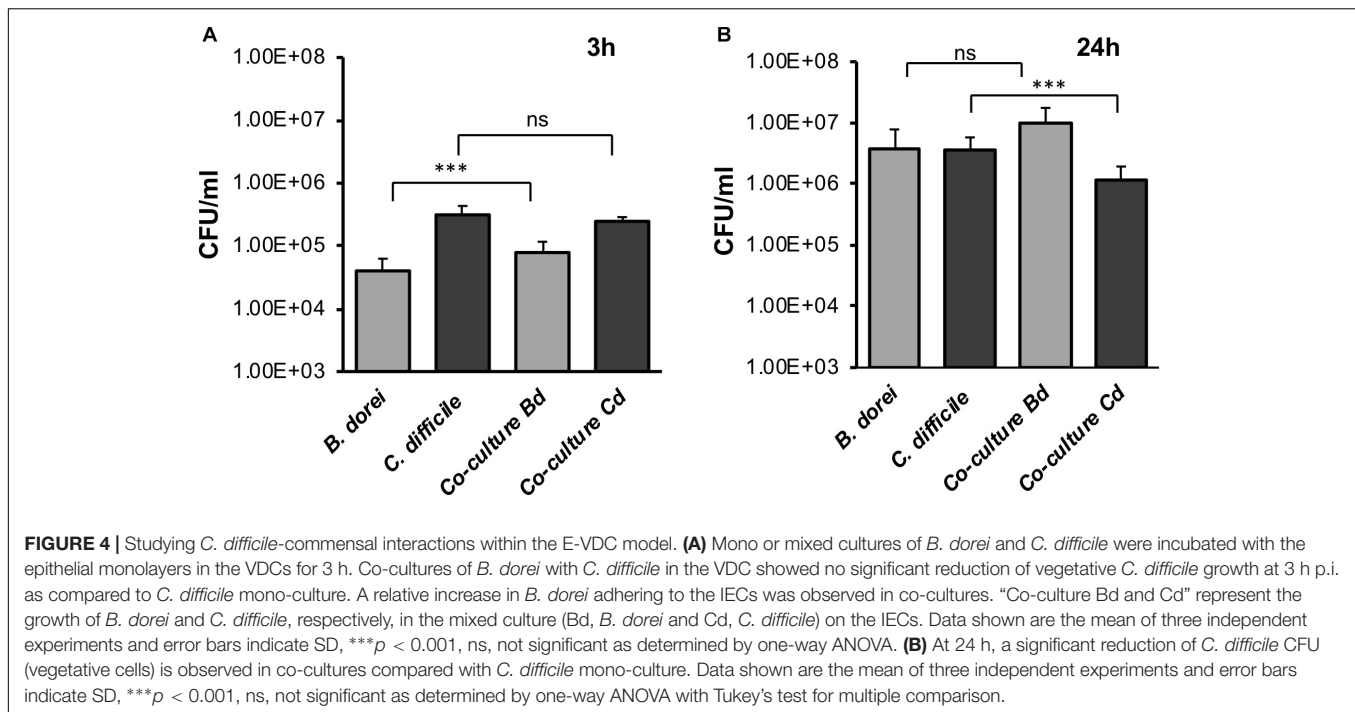 A
3h
1.00E+08
1.00E+07
1.00E+06
1.00E+05
1.00E+04
1.00E+03
CFU/ml
ns
***
B. dorei
C. difficile
Co-culture Bd
Co-culture Cd
B
24h
1.00E+08
1.00E+07
1.00E+06
1.00E+05
1.00E+04
1.00E+03
CFU/ml
ns
***
B. dorei
C. difficile
Co-culture Bd
Co-culture Cd
FIGURE 4 | Studying C. difficile-commensal interactions within the E-VDC model. (A) Mono or mixed cultures of B. dorei and C. difficile were incubated with the
epithelial monolayers in the VDCs for 3 h. Co-cultures of B. dorei with C. difficile in the VDC showed no significant reduction of vegetative C. difficile growth at 3 h p.i.
as compared to C. difficile mono-culture. A relative increase in B. dorei adhering to the IECs was observed in co-cultures. “Co-culture Bd and Cd” represent the
growth of B. dorei and C. difficile, respectively, in the mixed culture (Bd, B. dorei and Cd, C. difficile) on the IECs. Data shown are the mean of three independent
experiments and error bars indicate SD, ***p < 0.001, ns, not significant as determined by one-way ANOVA. (B) At 24 h, a significant reduction of C. difficile CFU
(vegetative cells) is observed in co-cultures compared with C. difficile mono-culture. Data shown are the mean of three independent experiments and error bars
indicate SD, ***p < 0.001, ns, not significant as determined by one-way ANOVA with Tukey’s test for multiple comparison.